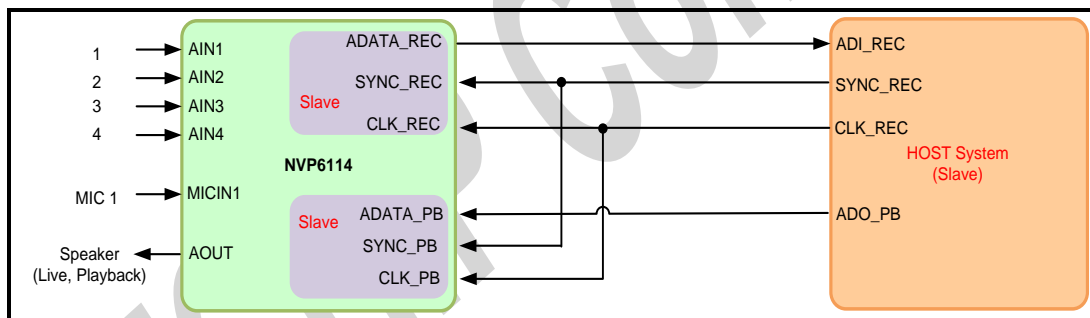 1
2
3
4
MIC 1
Speaker
(Live, Playback)
AIN1
AIN2
AIN3
AIN4
MICIN1
AOUT
NVP6114
Slave
ADATA_REC
SYNC_REC
CLK_REC
Slave
ADATA_PB
SYNC_PB
CLK_PB
ADI_REC
SYNC_REC
CLK_REC
HOST System
(Slave)
ADO_PB